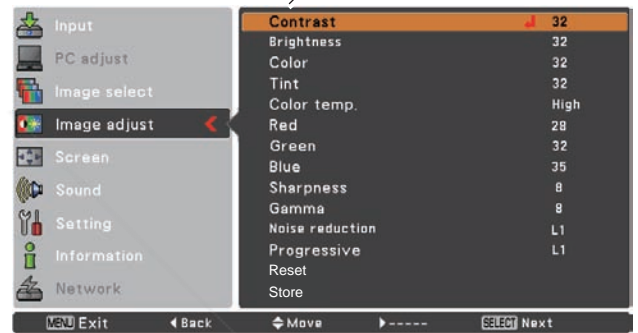 Input
PC adjust
Image select
Image adjust
Screen
Sound
Setting
Information
Network
Contrast 32
Brightness 32
Color 32
Tint 32
Color temp. High
Red 28
Green 32
Blue 35
Sharpness 8
Gamma 8
Noise reduction L1
Progressive L1
Reset
Store
MENU Exit Back Move ----- SELECT Next